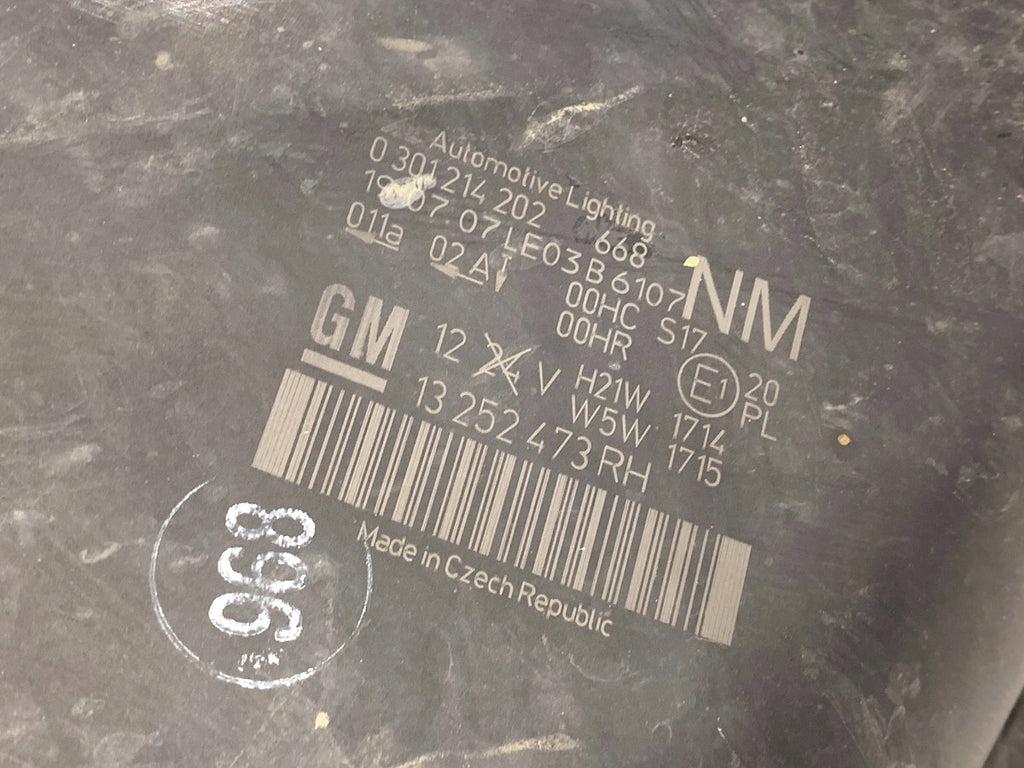 Automotive Lighting
0 301 214 202 668
07 07 LE03B6107 NM
011a 02A 00HC S17
00HR
GM 12 24 V H21W E1 20
W5W 1714 PL
13 252 473 RH 1715
Made in Czech Republic
968